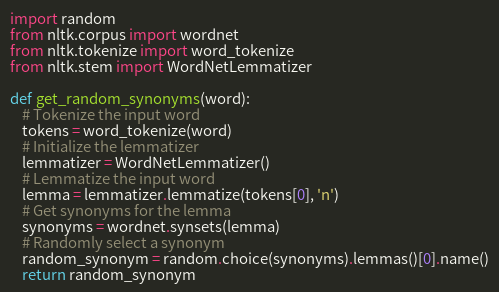 import random
from nltk.corpus import wordnet
from nltk.tokenize import word_tokenize
from nltk.stem import WordNetLemmatizer

def get_random_synonyms(word):
    # Tokenize the input word
    tokens = word_tokenize(word)
    # Initialize the lemmatizer
    lemmatizer = WordNetLemmatizer()
    # Lemmatize the input word
    lemma = lemmatizer.lemmatize(tokens[0], 'n')
    # Get synonyms for the lemma
    synonyms = wordnet.synsets(lemma)
    # Randomly select a synonym
    random_synonym = random.choice(synonyms).lemmas()[0].name()
    return random_synonym